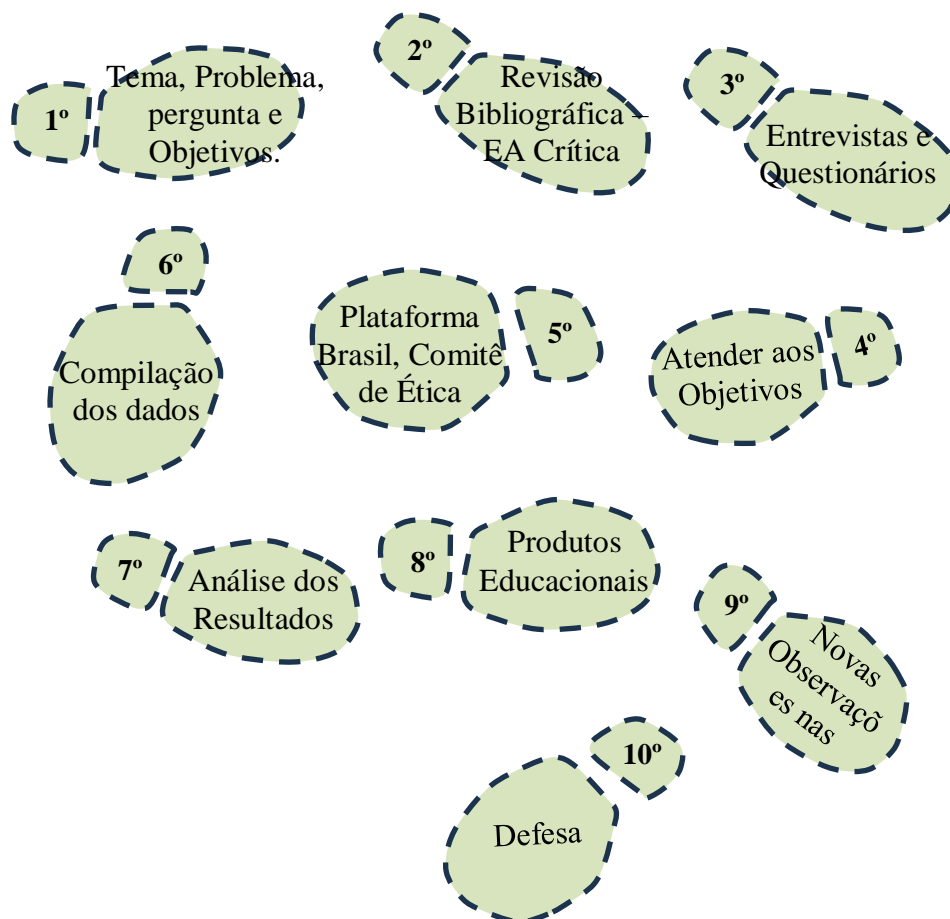 1º
Tema, Problema,
pergunta e
Objetivos.
2º
Revisão
Bibliográfica –
EA Crítica
3º
Entrevistas e
Questionários
4º
Atender aos
Objetivos
5º
Plataforma
Brasil, Comitê
de Ética
6º
Compilação
dos dados
7º
Análise dos
Resultados
8º
Produtos
Educacionais
9º
Novas
Observaçõ
es nas
10º
Defesa